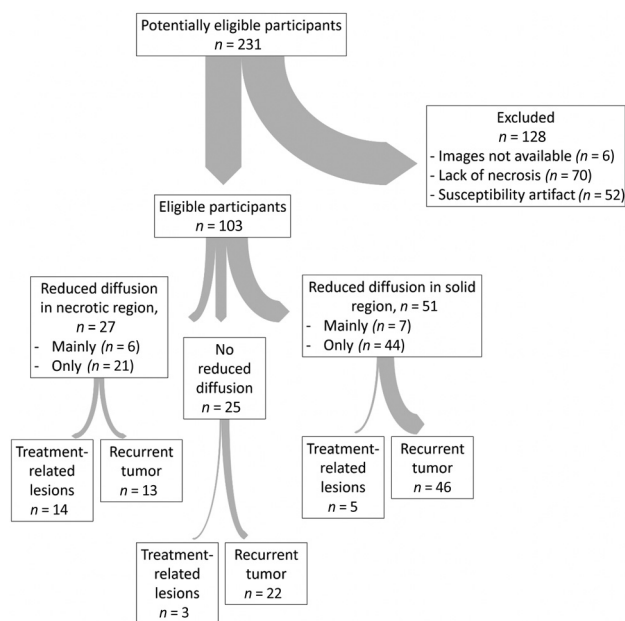 Potentially eligible participants
n = 231
Excluded
n = 128
- Images not available (n = 6)
- Lack of necrosis (n = 70)
- Susceptibility artifact (n = 52)
Eligible participants
n = 103
Reduced diffusion
in necrotic region,
n = 27
- Mainly (n = 6)
- Only (n = 21)
No
reduced
diffusion
n = 25
Reduced diffusion in solid
region, n = 51
- Mainly (n = 7)
- Only (n = 44)
Treatment-
related
lesions
n = 14
Recurrent
tumor
n = 13
Treatment-
related
lesions
n = 3
Recurrent
tumor
n = 22
Treatment-
related
lesions
n = 5
Recurrent
tumor
n = 46